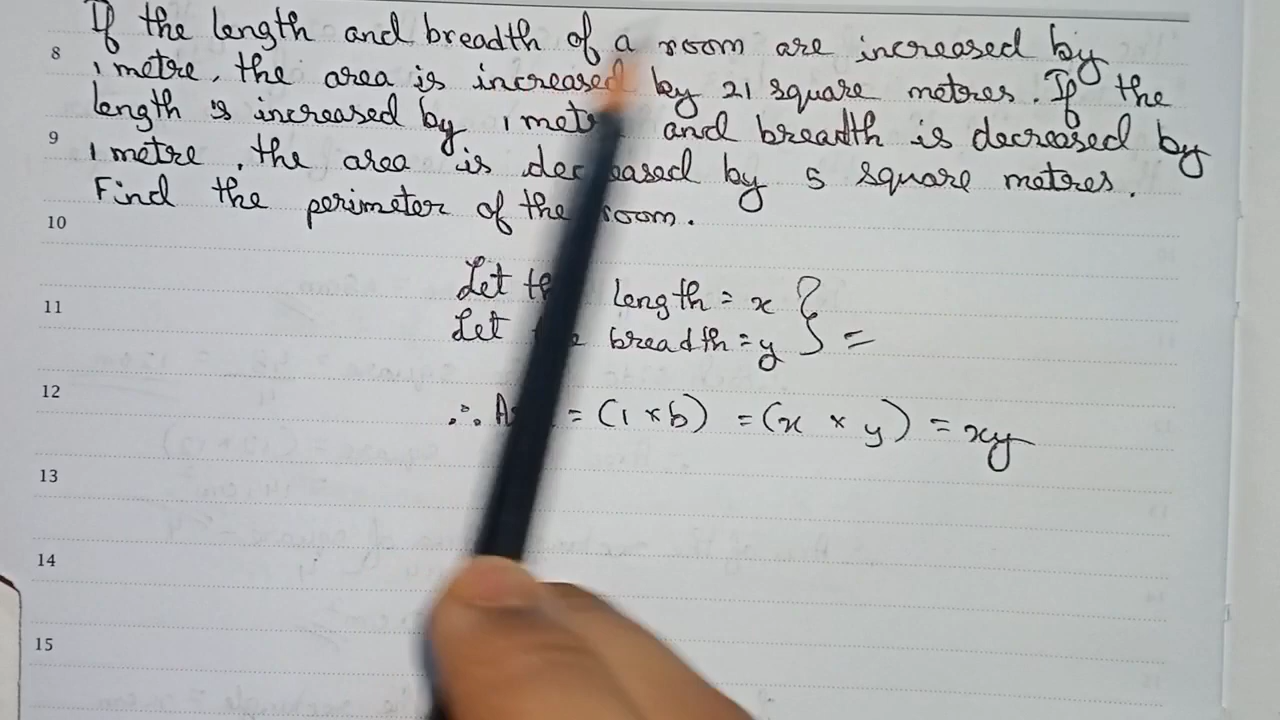 If the length and breadth of a room are increased by
8
1 metre, the area is increased by 21 square metres. If the
length is increased by 1 and breadth is decreased by
9
1 metre, the area is decreased by 5 square metres.
Find the perimeter of the room.
10
Let length = x }
11
Let breadth = y } =
12
∴ = (l × b) = (x × y) = xy
13
14
15